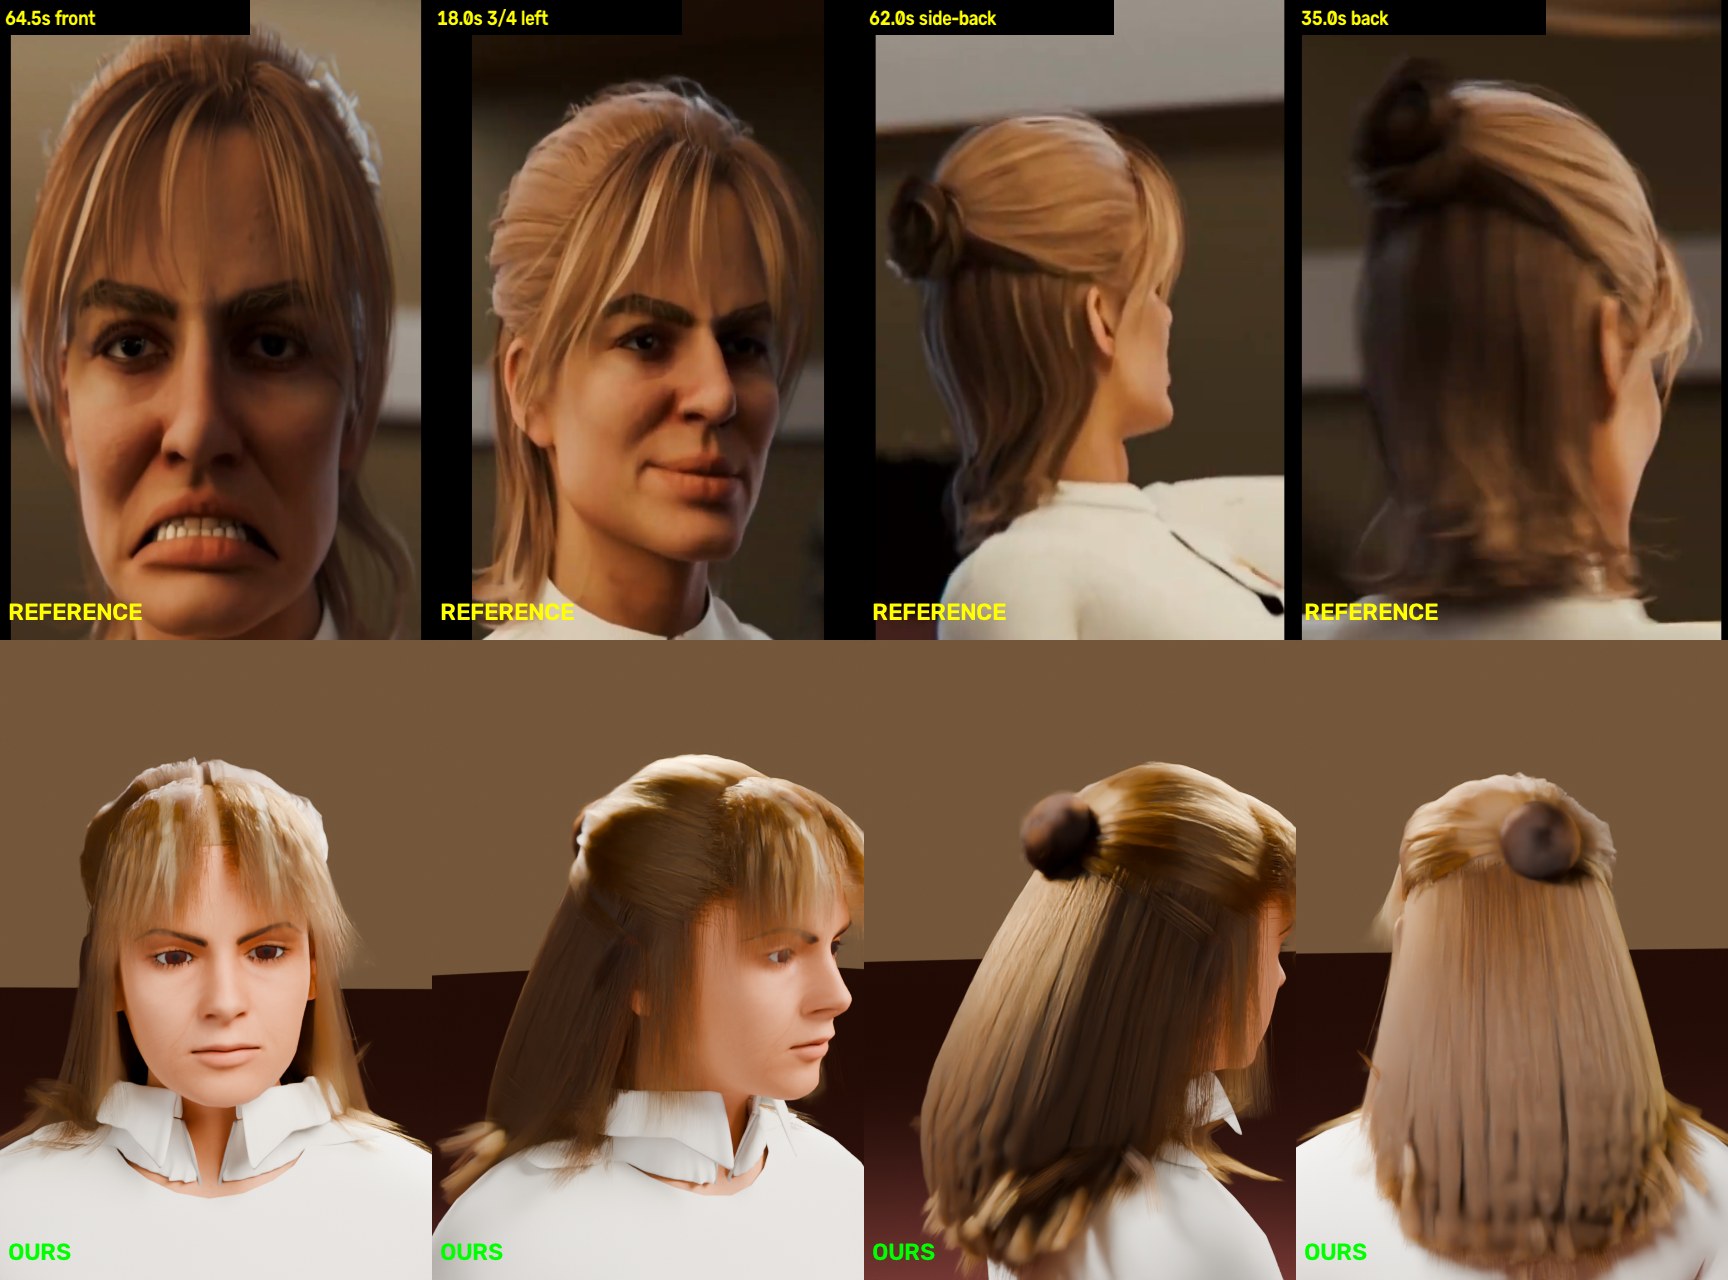 64.5s front
18.0s 3/4 left
62.0s side-back
35.0s back
REFERENCE
REFERENCE
REFERENCE
REFERENCE
OURS
OURS
OURS
OURS